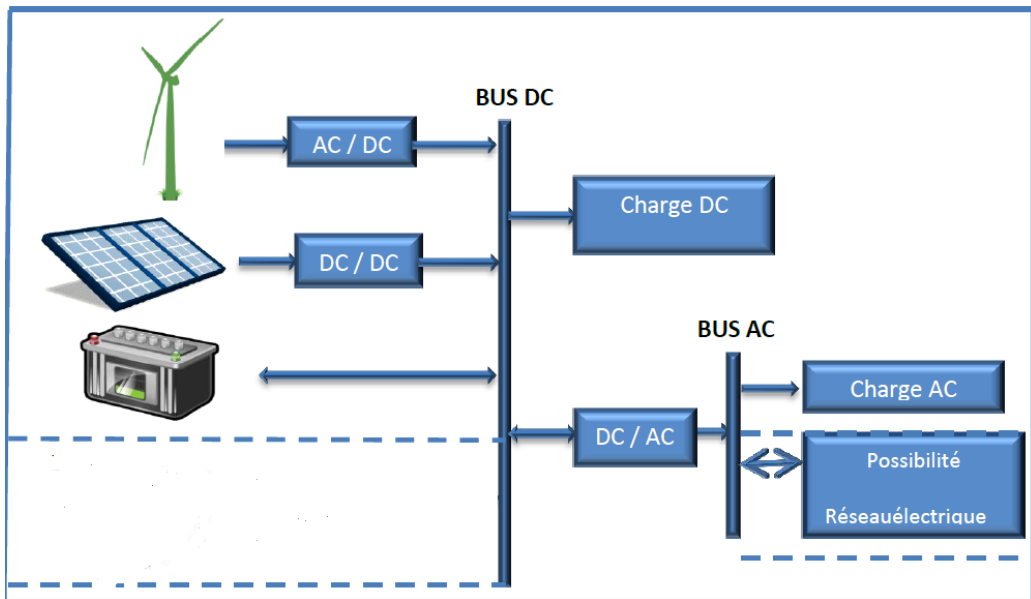 BUS DC
AC / DC
Charge DC
DC / DC
BUS AC
Charge AC
DC / AC
Possibilité
Réseauélectrique